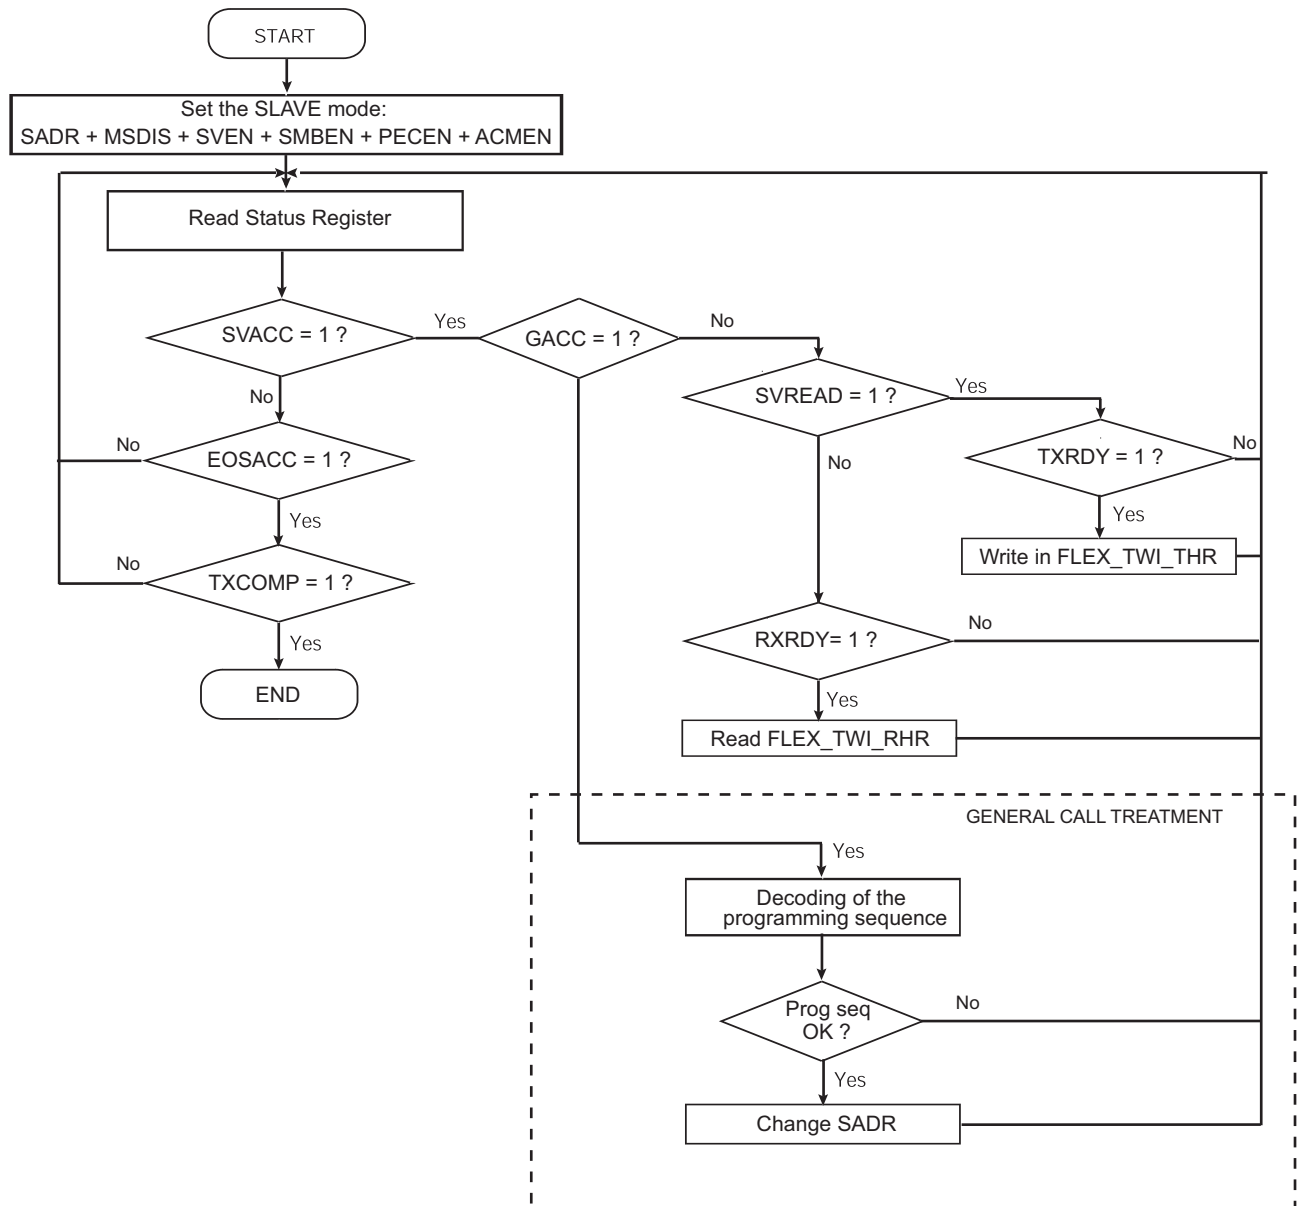 START
Set the SLAVE mode:
SADR + MSDIS + SVEN + SMBEN + PECEN + ACMEN
Read Status Register
SVACC = 1 ?
Yes
GACC = 1 ?
No
SVREAD = 1 ?
Yes
No
EOSACC = 1 ?
No
TXRDY = 1 ?
No
No
Yes
Yes
Write in FLEX_TWI_THR
TXCOMP = 1 ?
No
Yes
RXRDY= 1 ?
No
END
Yes
Read FLEX_TWI_RHR
GENERAL CALL TREATMENT
Yes
Decoding of the
programming sequence
Prog seq
OK ?
No
Yes
Change SADR